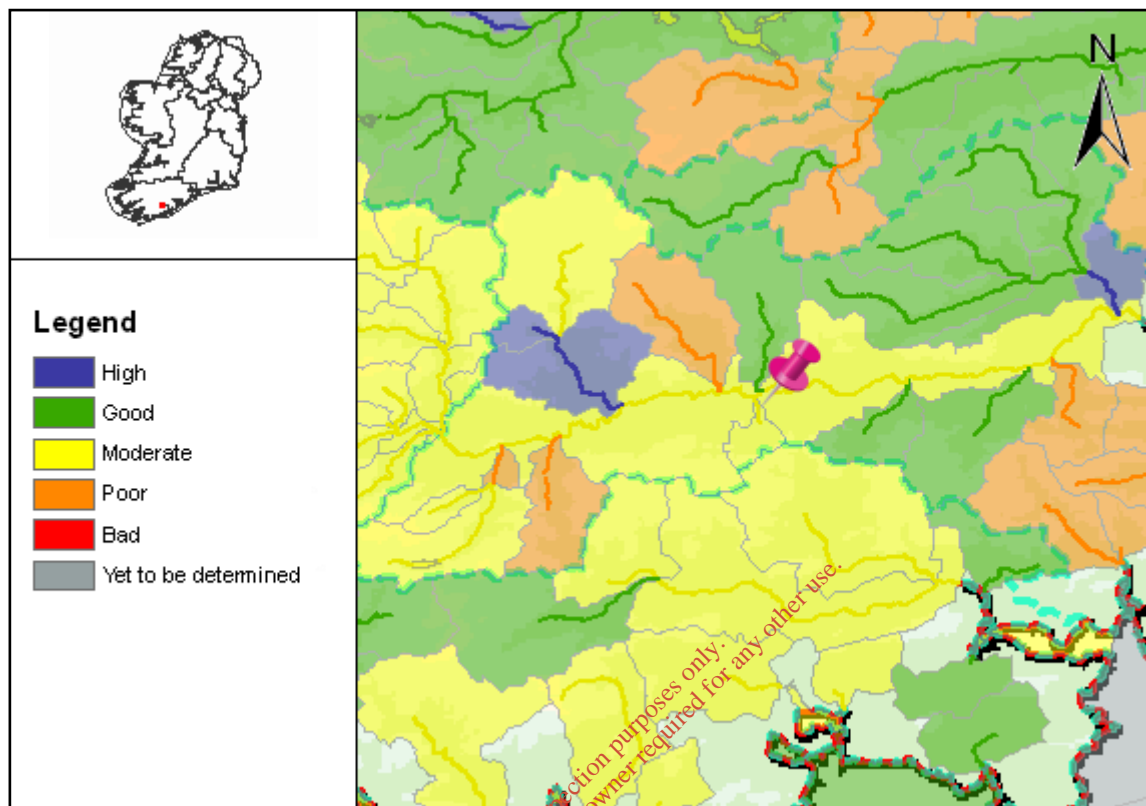 N
Legend
High
Good
Moderate
Poor
Bad
Yet to be determined
ection purposes only.
owner required for any other use.